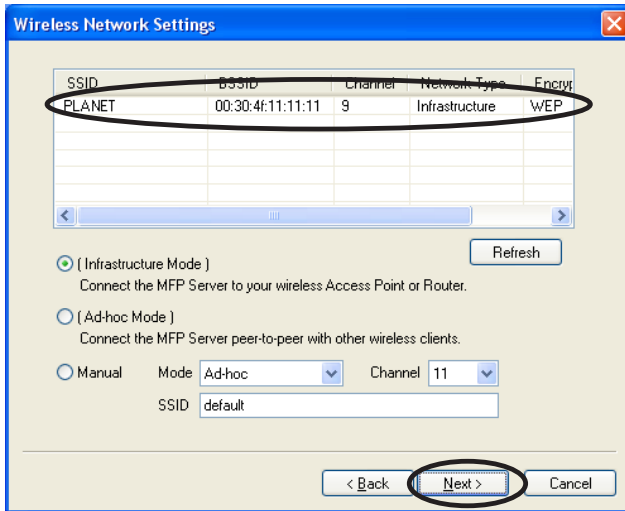 Wireless Network Settings
SSID BSSID Channel Network Type Encryp
PLANET 00:30:4f:11:11:11 9 Infrastructure WEP
Refresh
( Infrastructure Mode )
Connect the MFP Server to your wireless Access Point or Router.
( Ad-hoc Mode )
Connect the MFP Server peer-to-peer with other wireless clients.
Manual Mode Ad-hoc Channel 11
SSID default
< Back Next > Cancel